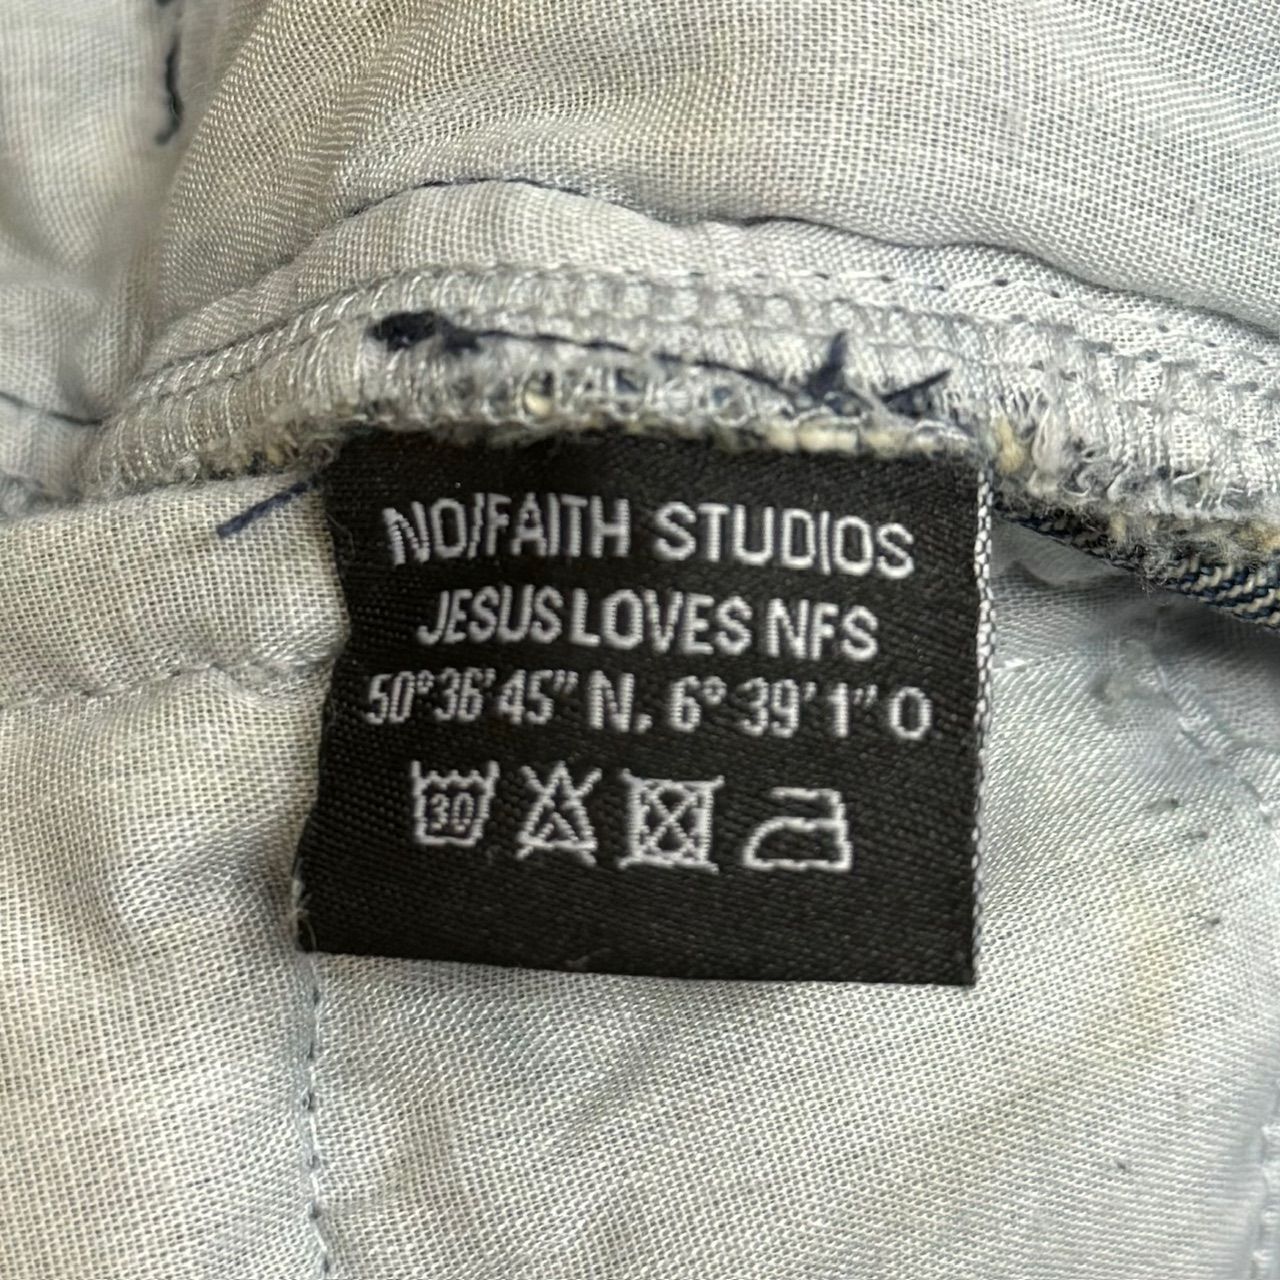 NO/FAITH STUDIOS
JESUS LOVES NFS
50°36'45" N, 6° 39' 1" O
30